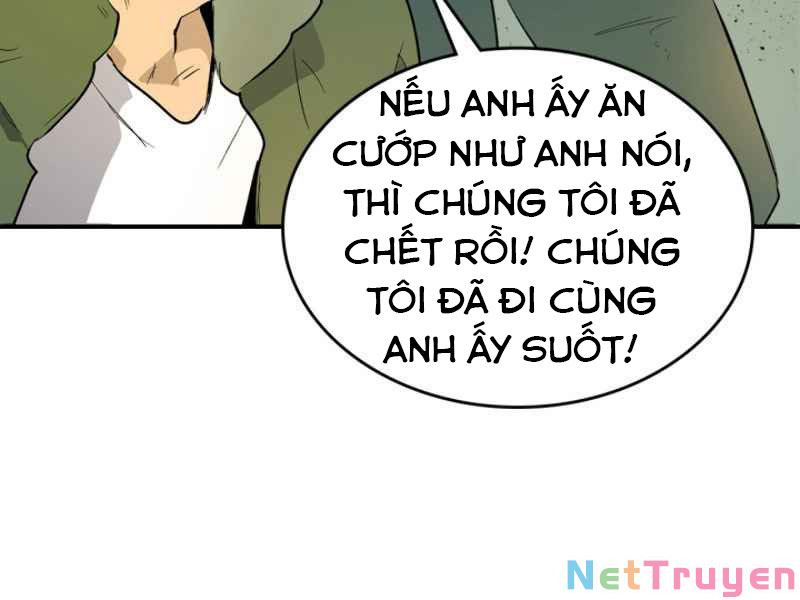 NẾU ANH ẤY ĂN
CƯỚP NHƯ ANH NÓI,
THÌ CHÚNG TÔI ĐÃ
CHẾT RỒI! CHÚNG
TÔI ĐÃ ĐI CÙNG
ANH ẤY SUỐT!
NetTruyen